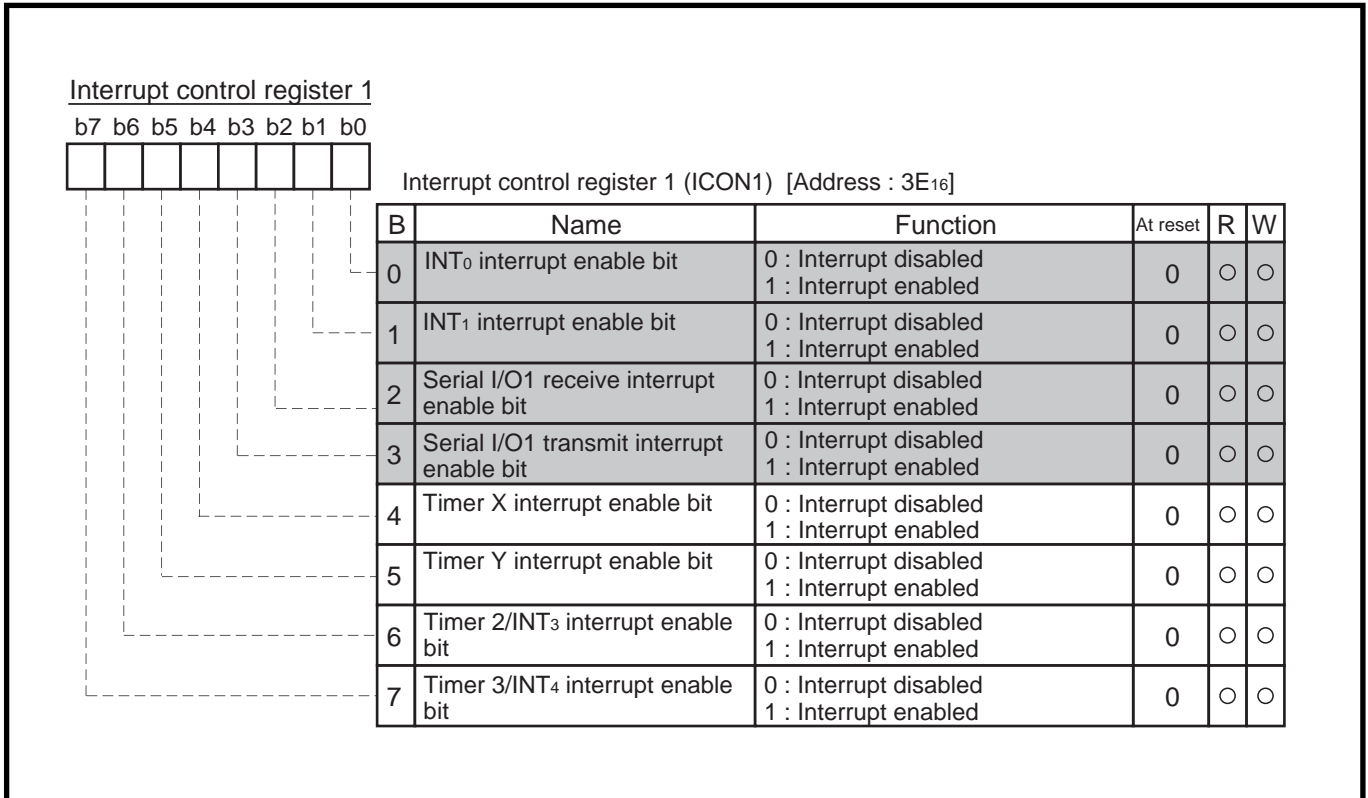 Interrupt control register 1
b7 b6 b5 b4 b3 b2 b1 b0
Interrupt control register 1 (ICON1) [Address : 3E16]
B Name Function At reset R W
0 INT0 interrupt enable bit 0 : Interrupt disabled 0 ○ ○
1 : Interrupt enabled
1 INT1 interrupt enable bit 0 : Interrupt disabled 0 ○ ○
1 : Interrupt enabled
2 Serial I/O1 receive interrupt 0 : Interrupt disabled 0 ○ ○
enable bit 1 : Interrupt enabled
3 Serial I/O1 transmit interrupt 0 : Interrupt disabled 0 ○ ○
enable bit 1 : Interrupt enabled
4 Timer X interrupt enable bit 0 : Interrupt disabled 0 ○ ○
1 : Interrupt enabled
5 Timer Y interrupt enable bit 0 : Interrupt disabled 0 ○ ○
1 : Interrupt enabled
6 Timer 2/INT3 interrupt enable 0 : Interrupt disabled 0 ○ ○
bit 1 : Interrupt enabled
7 Timer 3/INT4 interrupt enable 0 : Interrupt disabled 0 ○ ○
bit 1 : Interrupt enabled